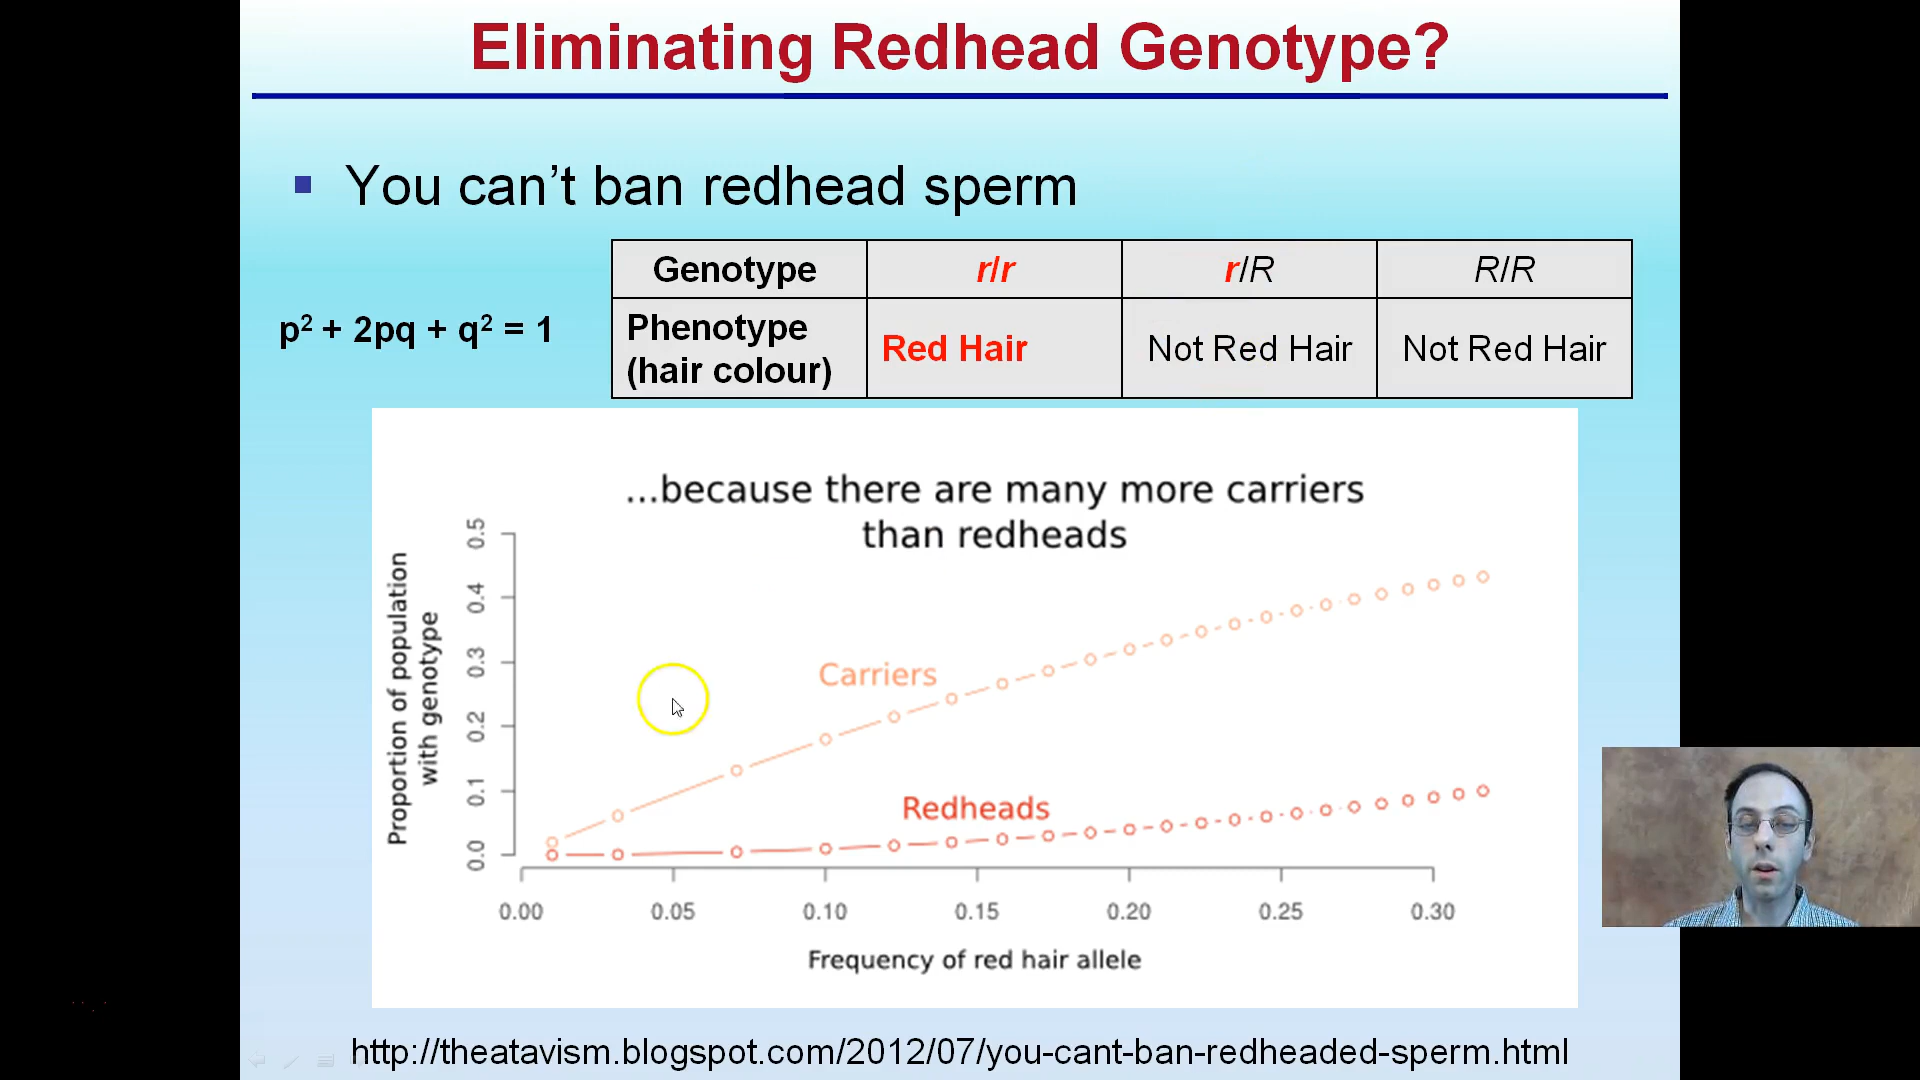 Eliminating Redhead Genotype?
▪ You can’t ban redhead sperm
p² + 2pq + q² = 1
Genotype r/r r/R R/R
Phenotype (hair colour) Red Hair Not Red Hair Not Red Hair
...because there are many more carriers
than redheads
Proportion of population
with genotype
0.5
0.4
0.3
0.2
0.1
0.0
Carriers
Redheads
0.00 0.05 0.10 0.15 0.20 0.25 0.30
Frequency of red hair allele
http://theatavism.blogspot.com/2012/07/you-cant-ban-redheaded-sperm.html